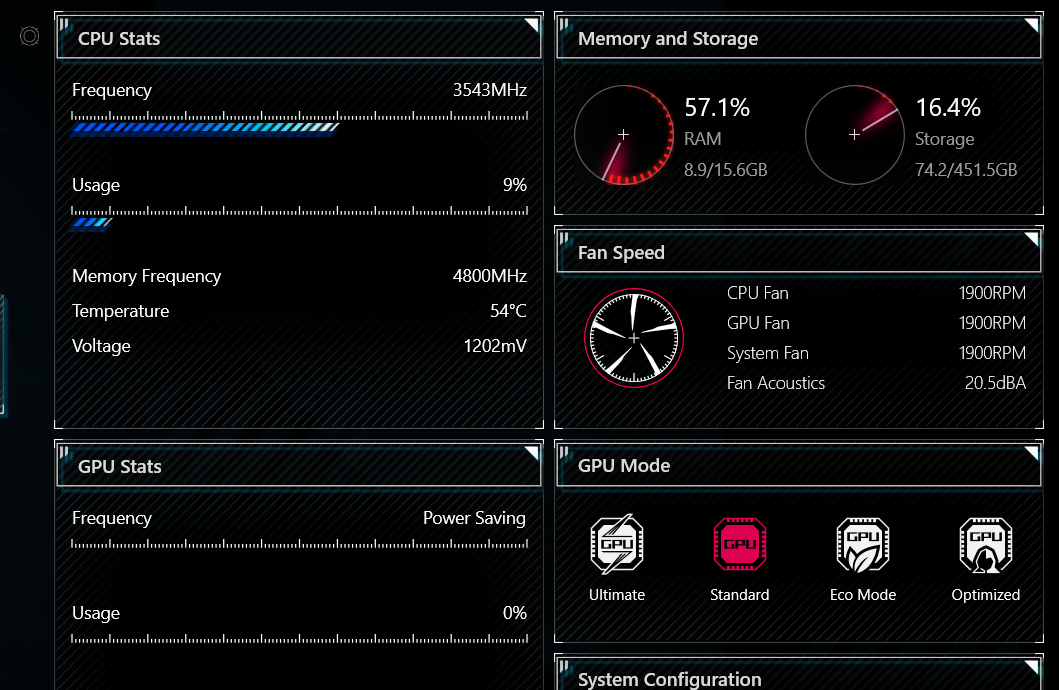 CPU Stats
Frequency 3543MHz
Usage 9%
Memory Frequency 4800MHz
Temperature 54°C
Voltage 1202mV
GPU Stats
Frequency Power Saving
Usage 0%
Memory and Storage
57.1%
RAM
8.9/15.6GB
16.4%
Storage
74.2/451.5GB
Fan Speed
CPU Fan 1900RPM
GPU Fan 1900RPM
System Fan 1900RPM
Fan Acoustics 20.5dBA
GPU Mode
GPU GPU GPU GPU
Ultimate Standard Eco Mode Optimized
System Configuration